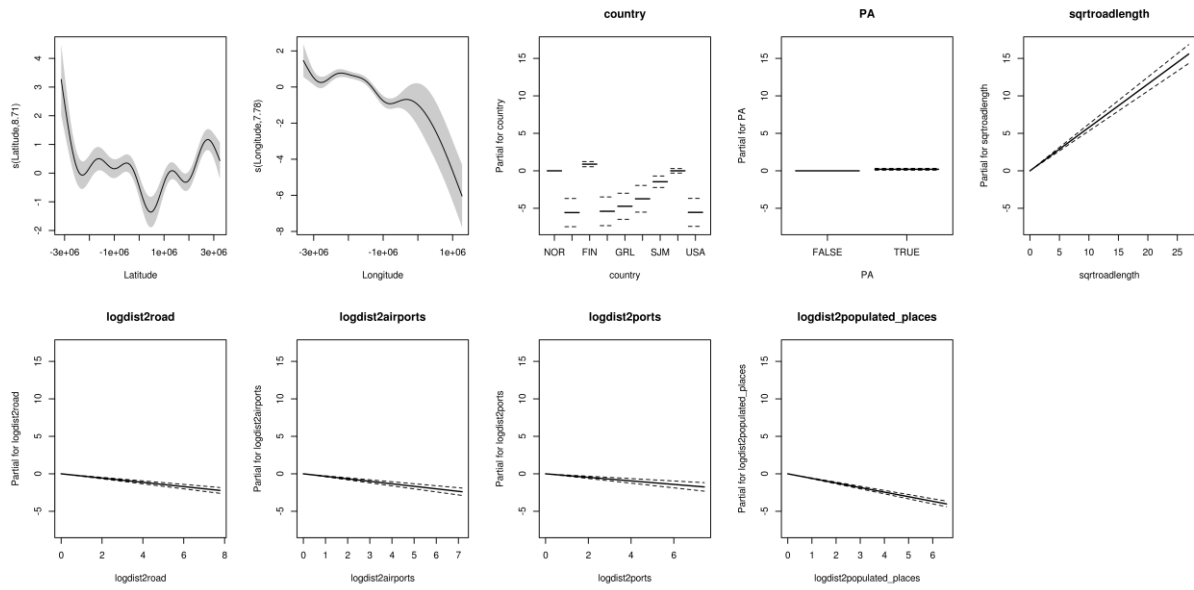 country
PA
sqrtroadlength
s(Latitude,8.71)
-2 -1 0 1 2 3 4
-3e+06 -1e+06 1e+06 3e+06
Latitude
s(Longitude,7.78)
-8 -6 -4 -2 0 2
-3e+06 -1e+06 1e+06
Longitude
Partial for country
-5 0 5 10 15
NOR FIN GRL SJM USA
country
Partial for PA
-5 0 5 10 15
FALSE TRUE
PA
Partial for sqrtroadlength
-5 0 5 10 15
0 5 10 15 20 25
sqrtroadlength
logdist2road
logdist2airports
logdist2ports
logdist2populated_places
Partial for logdist2road
-5 0 5 10 15
0 2 4 6 8
logdist2road
Partial for logdist2airports
-5 0 5 10 15
0 1 2 3 4 5 6 7
logdist2airports
Partial for logdist2ports
-5 0 5 10 15
0 2 4 6
logdist2ports
Partial for logdist2populated_places
-5 0 5 10 15
0 1 2 3 4 5 6
logdist2populated_places